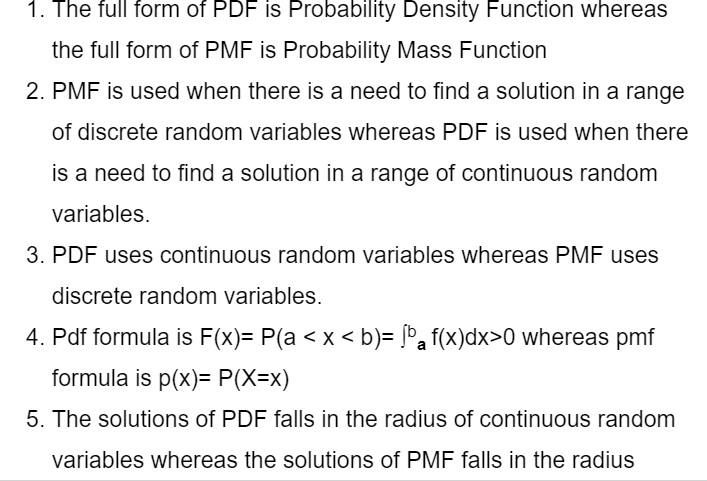 1. The full form of PDF is Probability Density Function whereas
the full form of PMF is Probability Mass Function
2. PMF is used when there is a need to find a solution in a range
of discrete random variables whereas PDF is used when there
is a need to find a solution in a range of continuous random
variables.
3. PDF uses continuous random variables whereas PMF uses
discrete random variables.
4. Pdf formula is F(x)= P(a < x < b)= ∫ᵇₐ f(x)dx>0 whereas pmf
formula is p(x)= P(X=x)
5. The solutions of PDF falls in the radius of continuous random
variables whereas the solutions of PMF falls in the radius